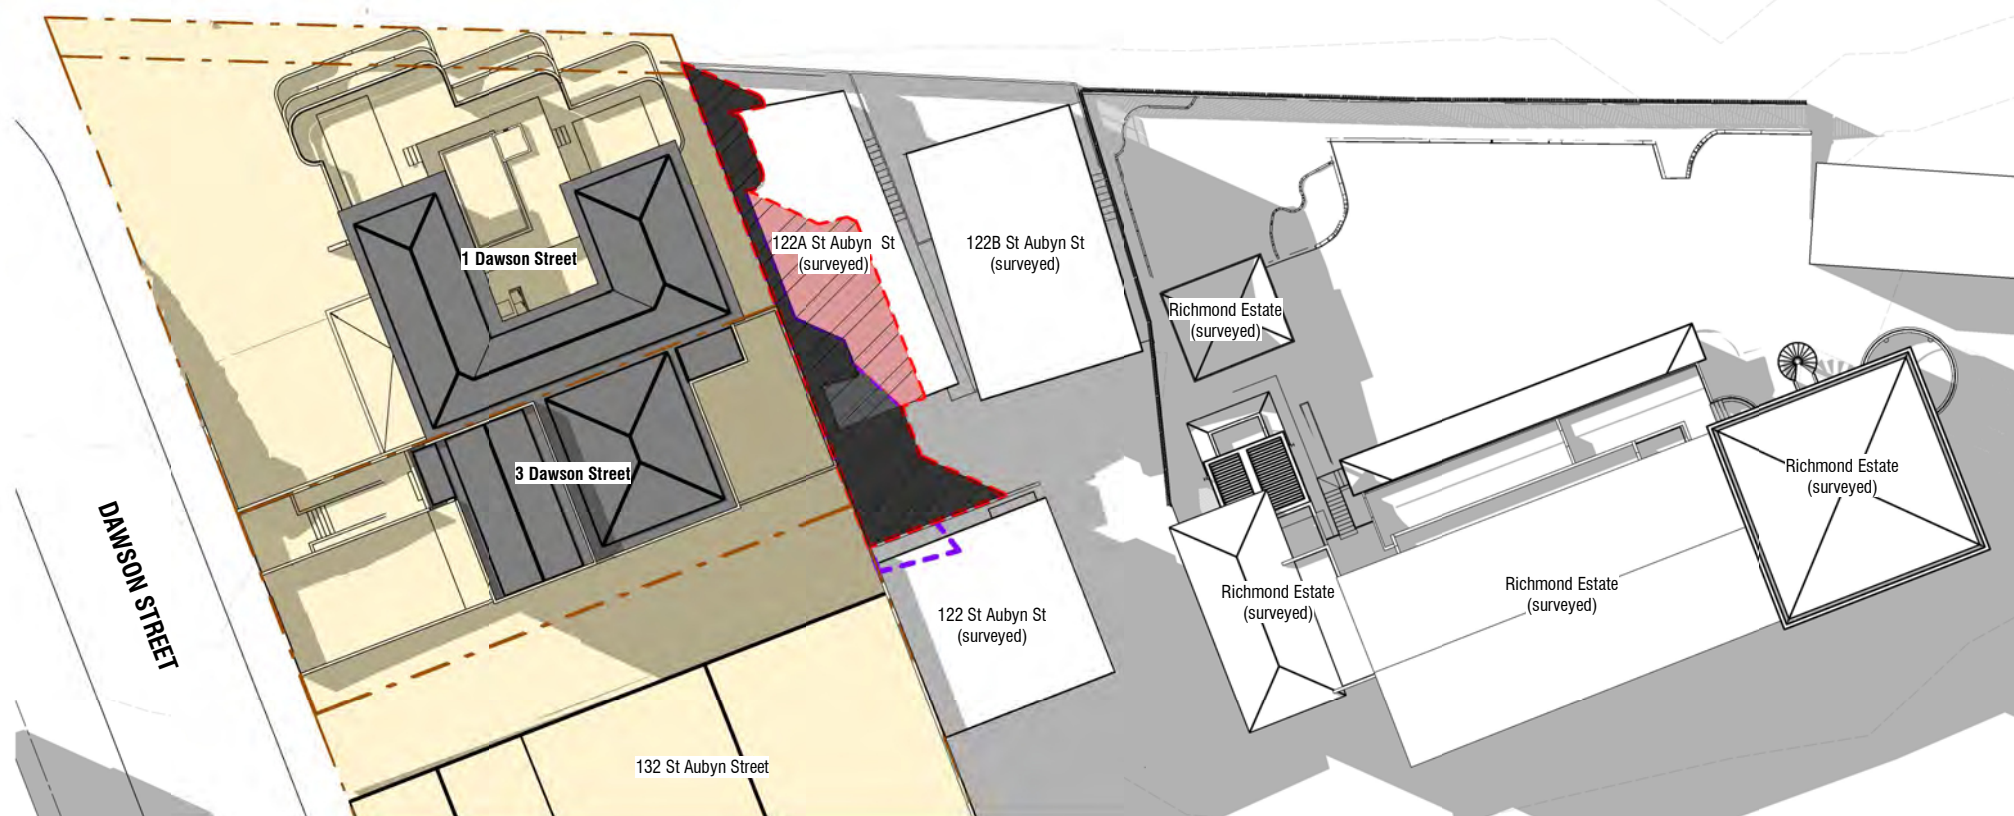 1 Dawson Street
122A St Aubyn St
(surveyed)
122B St Aubyn St
(surveyed)
Richmond Estate
(surveyed)
3 Dawson Street
Richmond Estate
(surveyed)
DAWSON STREET
Richmond Estate
(surveyed)
Richmond Estate
(surveyed)
122 St Aubyn St
(surveyed)
132 St Aubyn Street